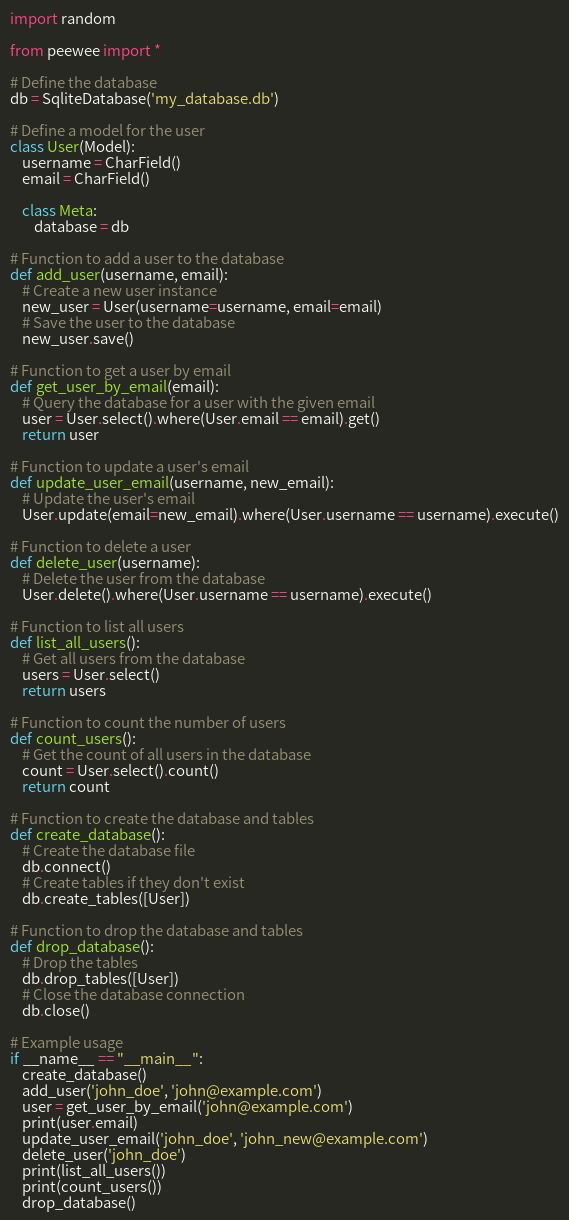 import random

from peewee import *

# Define the database
db = SqliteDatabase('my_database.db')

# Define a model for the user
class User(Model):
    username = CharField()
    email = CharField()

    class Meta:
        database = db

# Function to add a user to the database
def add_user(username, email):
    # Create a new user instance
    new_user = User(username=username, email=email)
    # Save the user to the database
    new_user.save()

# Function to get a user by email
def get_user_by_email(email):
    # Query the database for a user with the given email
    user = User.select().where(User.email == email).get()
    return user

# Function to update a user's email
def update_user_email(username, new_email):
    # Update the user's email
    User.update(email=new_email).where(User.username == username).execute()

# Function to delete a user
def delete_user(username):
    # Delete the user from the database
    User.delete().where(User.username == username).execute()

# Function to list all users
def list_all_users():
    # Get all users from the database
    users = User.select()
    return users

# Function to count the number of users
def count_users():
    # Get the count of all users in the database
    count = User.select().count()
    return count

# Function to create the database and tables
def create_database():
    # Create the database file
    db.connect()
    # Create tables if they don't exist
    db.create_tables([User])

# Function to drop the database and tables
def drop_database():
    # Drop the tables
    db.drop_tables([User])
    # Close the database connection
    db.close()

# Example usage
if __name__ == "__main__":
    create_database()
    add_user('john_doe', 'john@example.com')
    user = get_user_by_email('john@example.com')
    print(user.email)
    update_user_email('john_doe', 'john_new@example.com')
    delete_user('john_doe')
    print(list_all_users())
    print(count_users())
    drop_database()